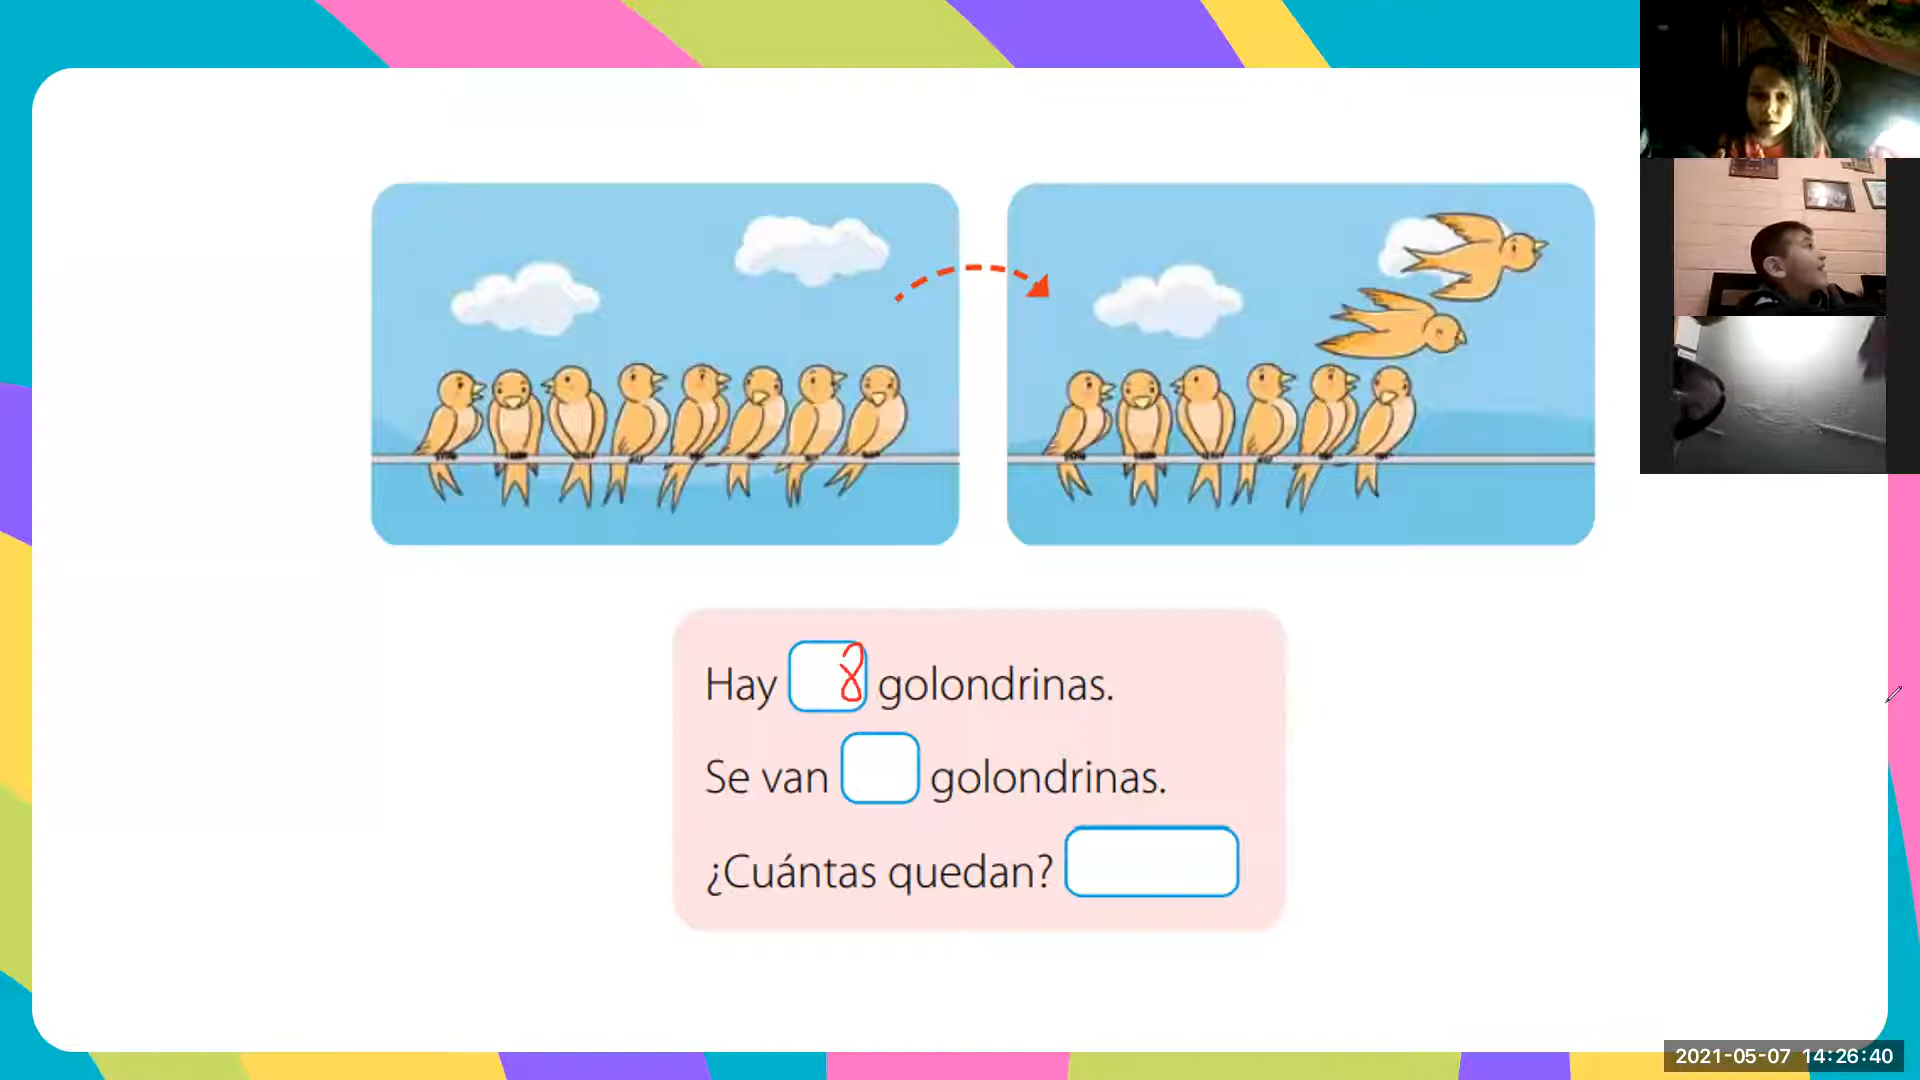 Hay 8 golondrinas.
Se van golondrinas.
¿Cuántas quedan?
2021-05-07 14:26:40